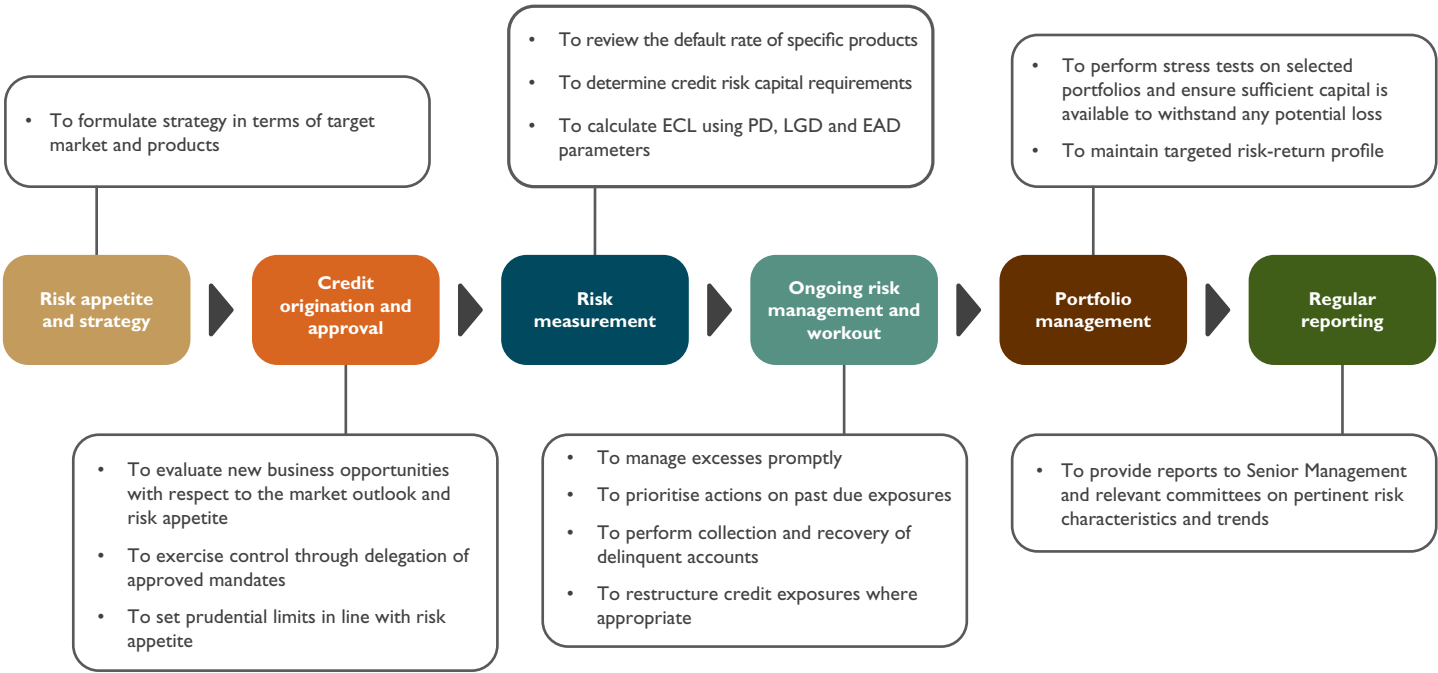 • To formulate strategy in terms of target
market and products
• To review the default rate of specific products
• To determine credit risk capital requirements
• To calculate ECL using PD, LGD and EAD
parameters
• To perform stress tests on selected
portfolios and ensure sufficient capital is
available to withstand any potential loss
• To maintain targeted risk-return profile
Risk appetite
and strategy
Credit
origination and
approval
Risk
measurement
Ongoing risk
management and
workout
Portfolio
management
Regular
reporting
• To evaluate new business opportunities
with respect to the market outlook and
risk appetite
• To exercise control through delegation of
approved mandates
• To set prudential limits in line with risk
appetite
• To manage excesses promptly
• To prioritise actions on past due exposures
• To perform collection and recovery of
delinquent accounts
• To restructure credit exposures where
appropriate
• To provide reports to Senior Management
and relevant committees on pertinent risk
characteristics and trends